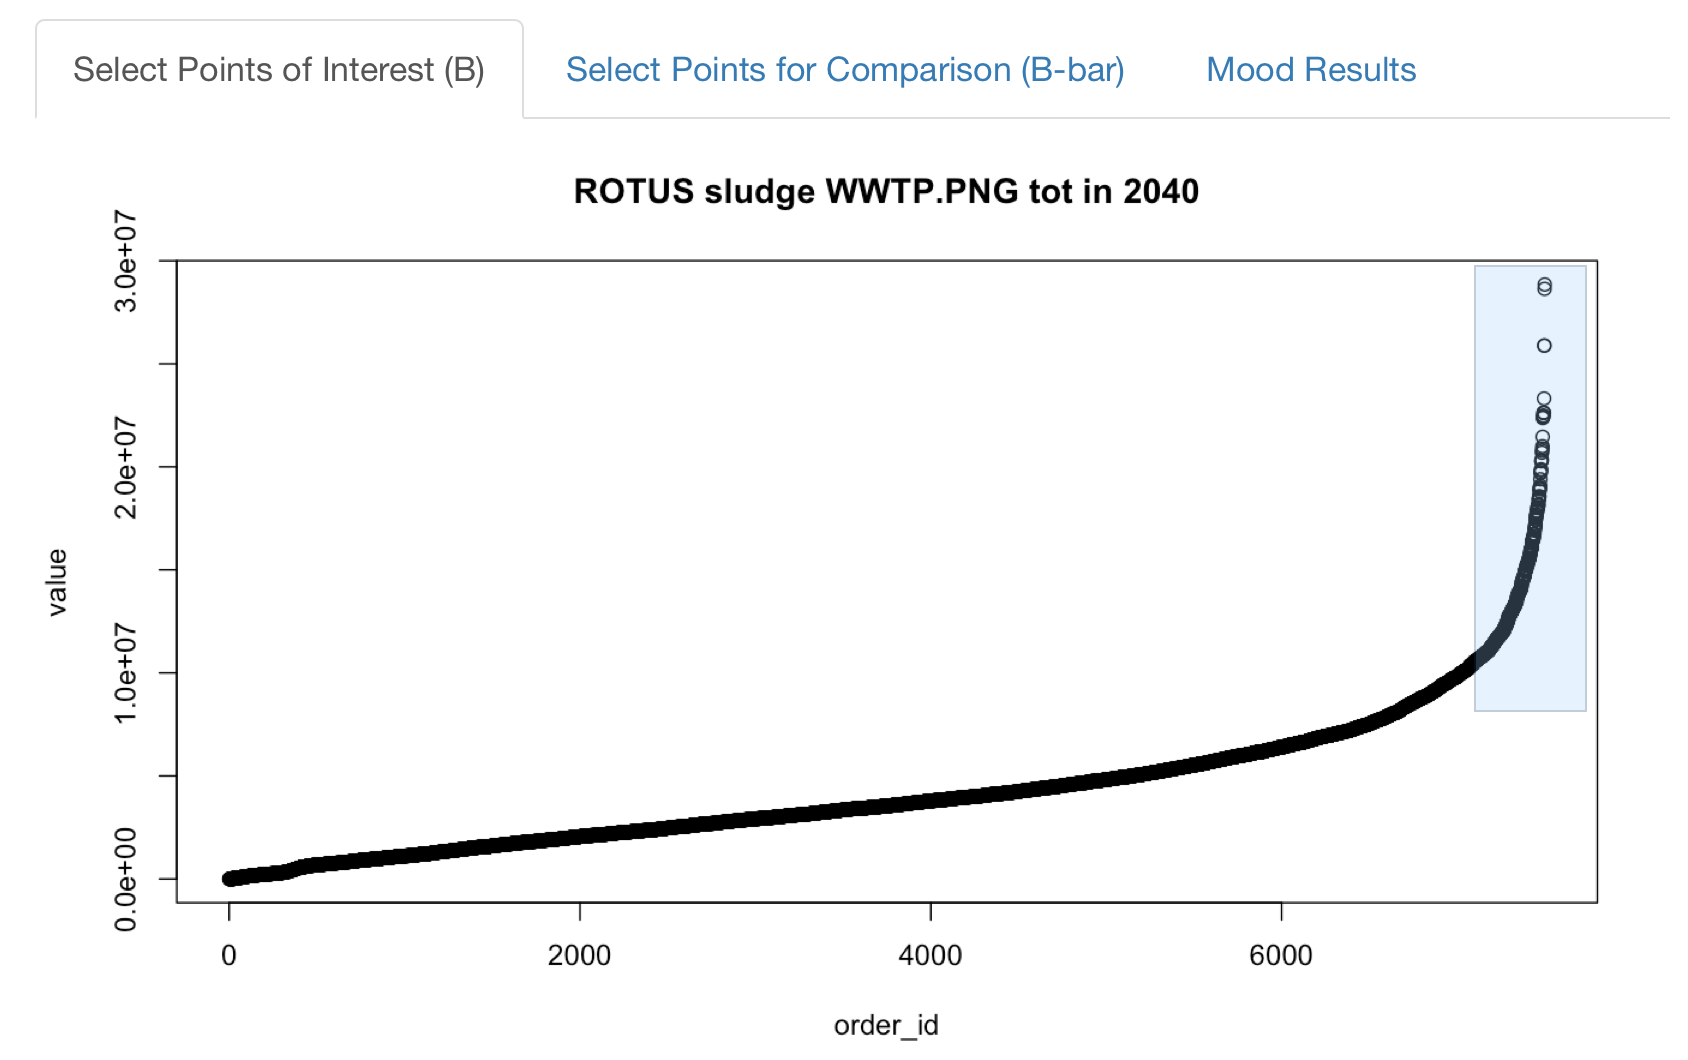 Select Points of Interest (B)
Select Points for Comparison (B-bar)
Mood Results
ROTUS sludge WWTP.PNG tot in 2040
3.0e+07
2.0e+07
1.0e+07
0.0e+00
value
0
2000
4000
6000
order_id